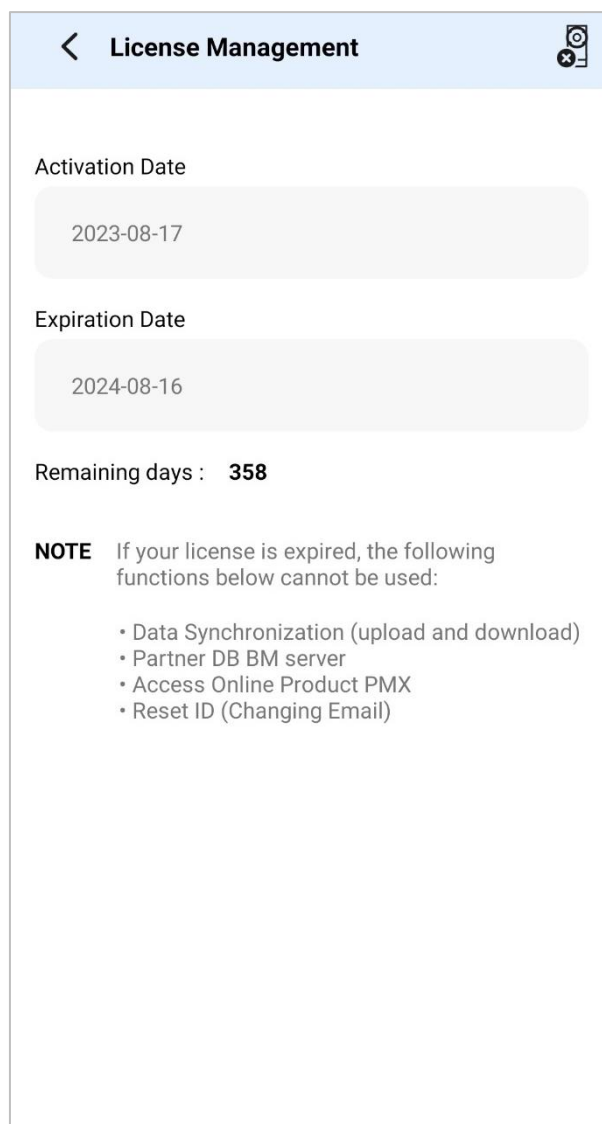 License Management
Activation Date
2023-08-17
Expiration Date
2024-08-16
Remaining days : 358
NOTE If your license is expired, the following
functions below cannot be used:
• Data Synchronization (upload and download)
• Partner DB BM server
• Access Online Product PMX
• Reset ID (Changing Email)